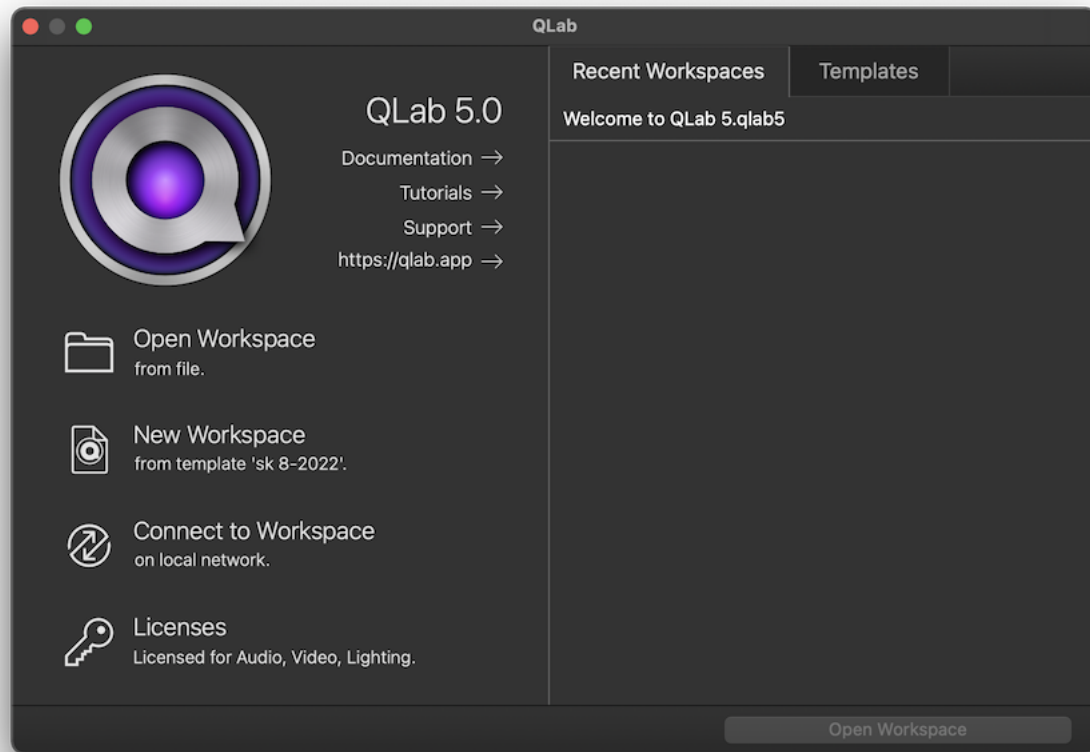 QLab
QLab 5.0
Documentation →
Tutorials →
Support →
https://qlab.app →
Open Workspace
from file.
New Workspace
from template 'sk 8-2022'.
Connect to Workspace
on local network.
Licenses
Licensed for Audio, Video, Lighting.
Recent Workspaces
Templates
Welcome to QLab 5.qlab5
Open Workspace